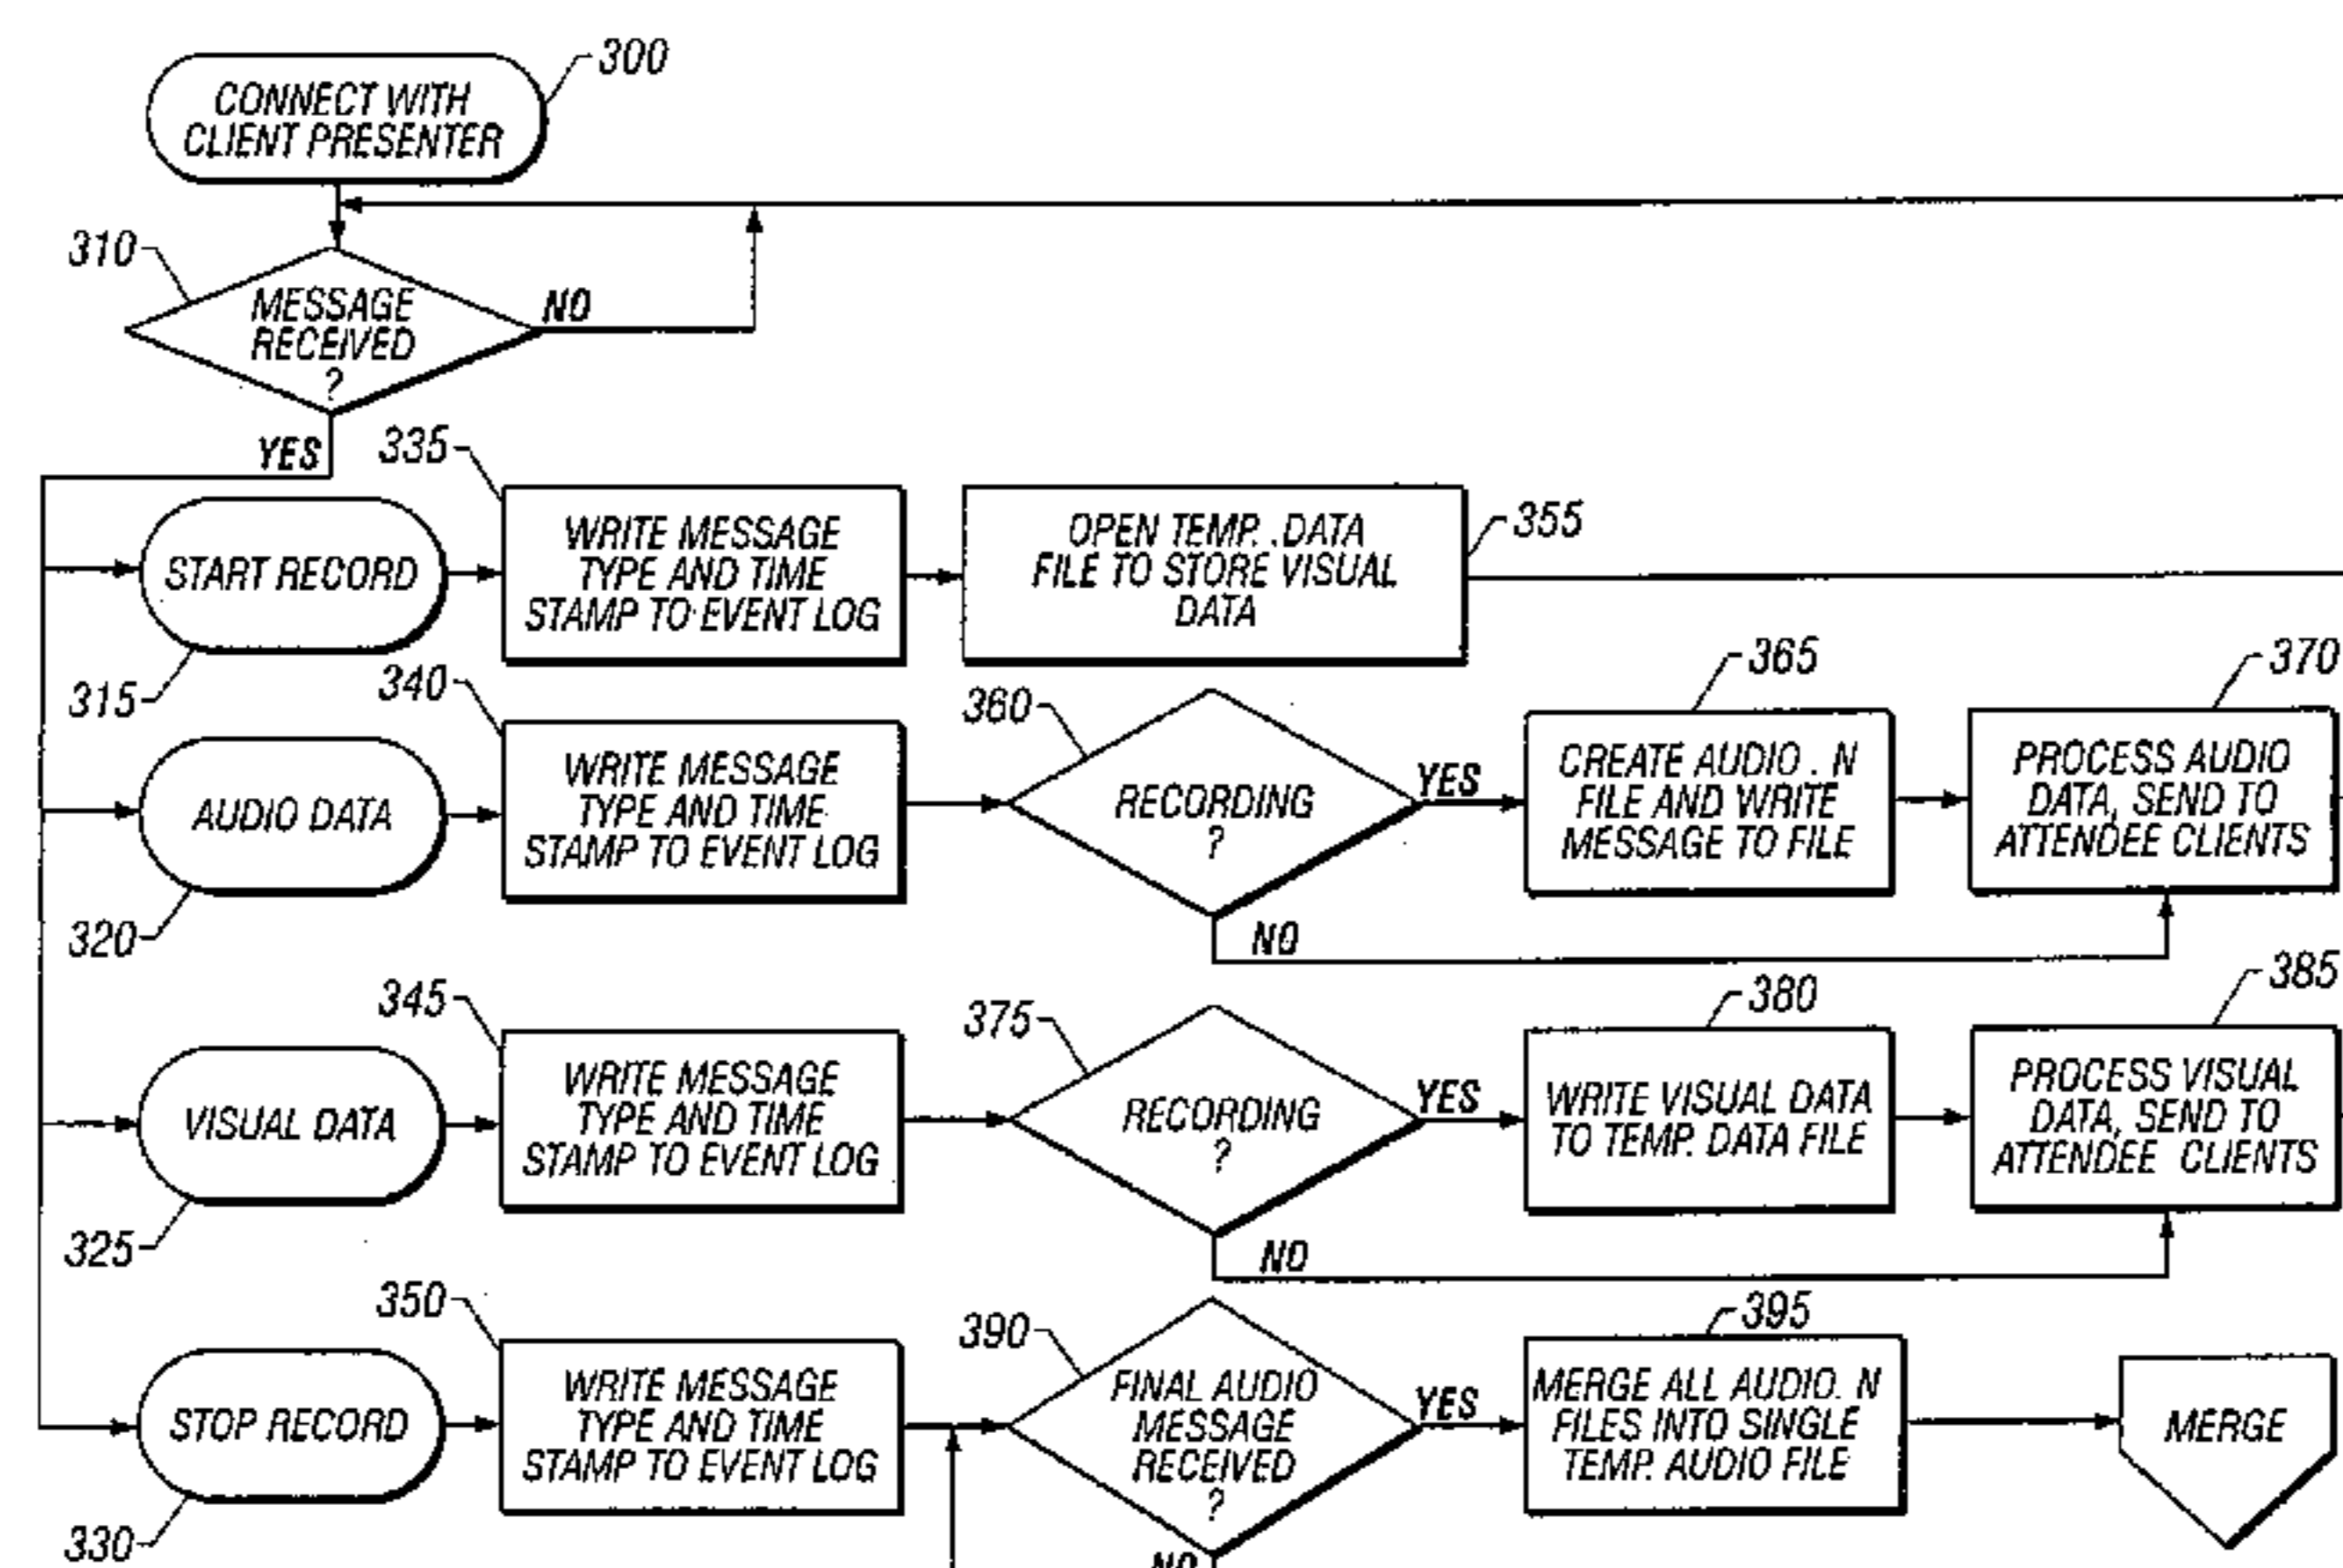 300
CONNECT WITH
CLIENT PRESENTER
310
MESSAGE
RECEIVED
?
NO
YES
335
START RECORD
315
WRITE MESSAGE
TYPE AND TIME
STAMP TO EVENT LOG
OPEN TEMP. .DATA
FILE TO STORE VISUAL
DATA
355
340
AUDIO DATA
320
WRITE MESSAGE
TYPE AND TIME
STAMP TO EVENT LOG
360
RECORDING
?
YES
NO
365
CREATE AUDIO . N
FILE AND WRITE
MESSAGE TO FILE
370
PROCESS AUDIO
DATA, SEND TO
ATTENDEE CLIENTS
345
VISUAL DATA
325
WRITE MESSAGE
TYPE AND TIME
STAMP TO EVENT LOG
375
RECORDING
?
YES
NO
380
WRITE VISUAL DATA
TO TEMP. DATA FILE
385
PROCESS VISUAL
DATA, SEND TO
ATTENDEE CLIENTS
350
STOP RECORD
330
WRITE MESSAGE
TYPE AND TIME
STAMP TO EVENT LOG
390
FINAL AUDIO
MESSAGE
RECEIVED
?
YES
NO
395
MERGE ALL AUDIO. N
FILES INTO SINGLE
TEMP. AUDIO FILE
MERGE